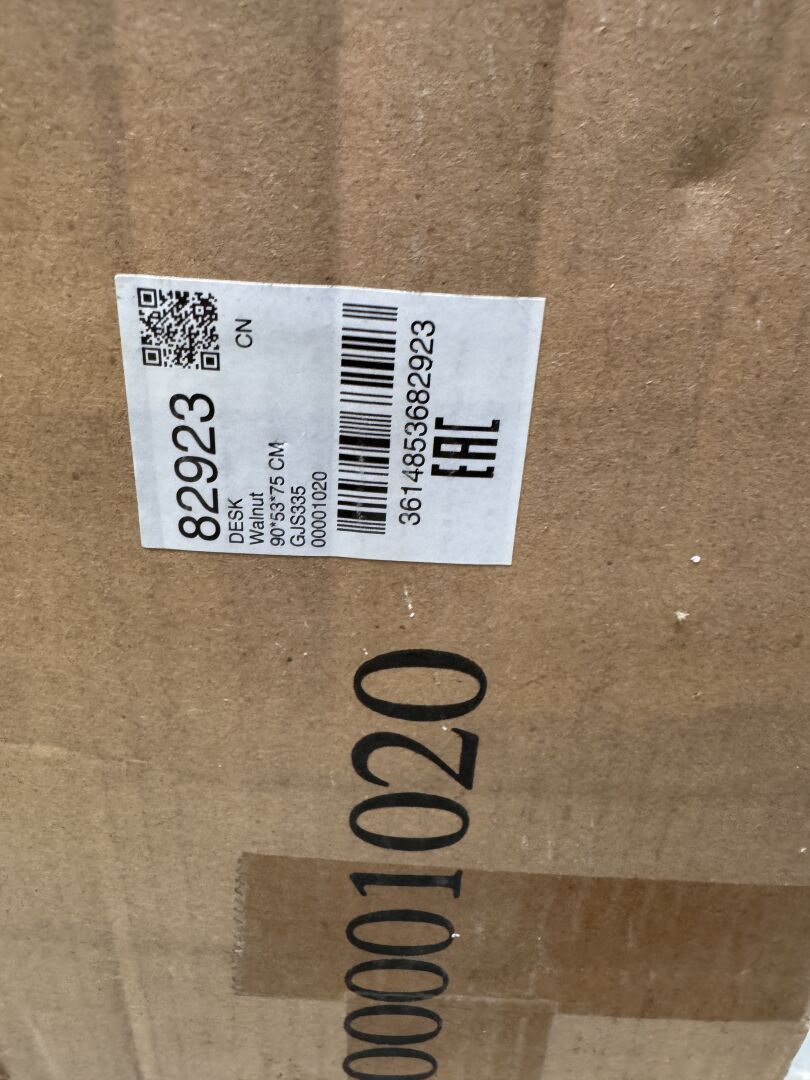 82923
CN
DESK
Walnut
90*53*75 CM
GJS335
00001020
3614853682923
EAC
00001020